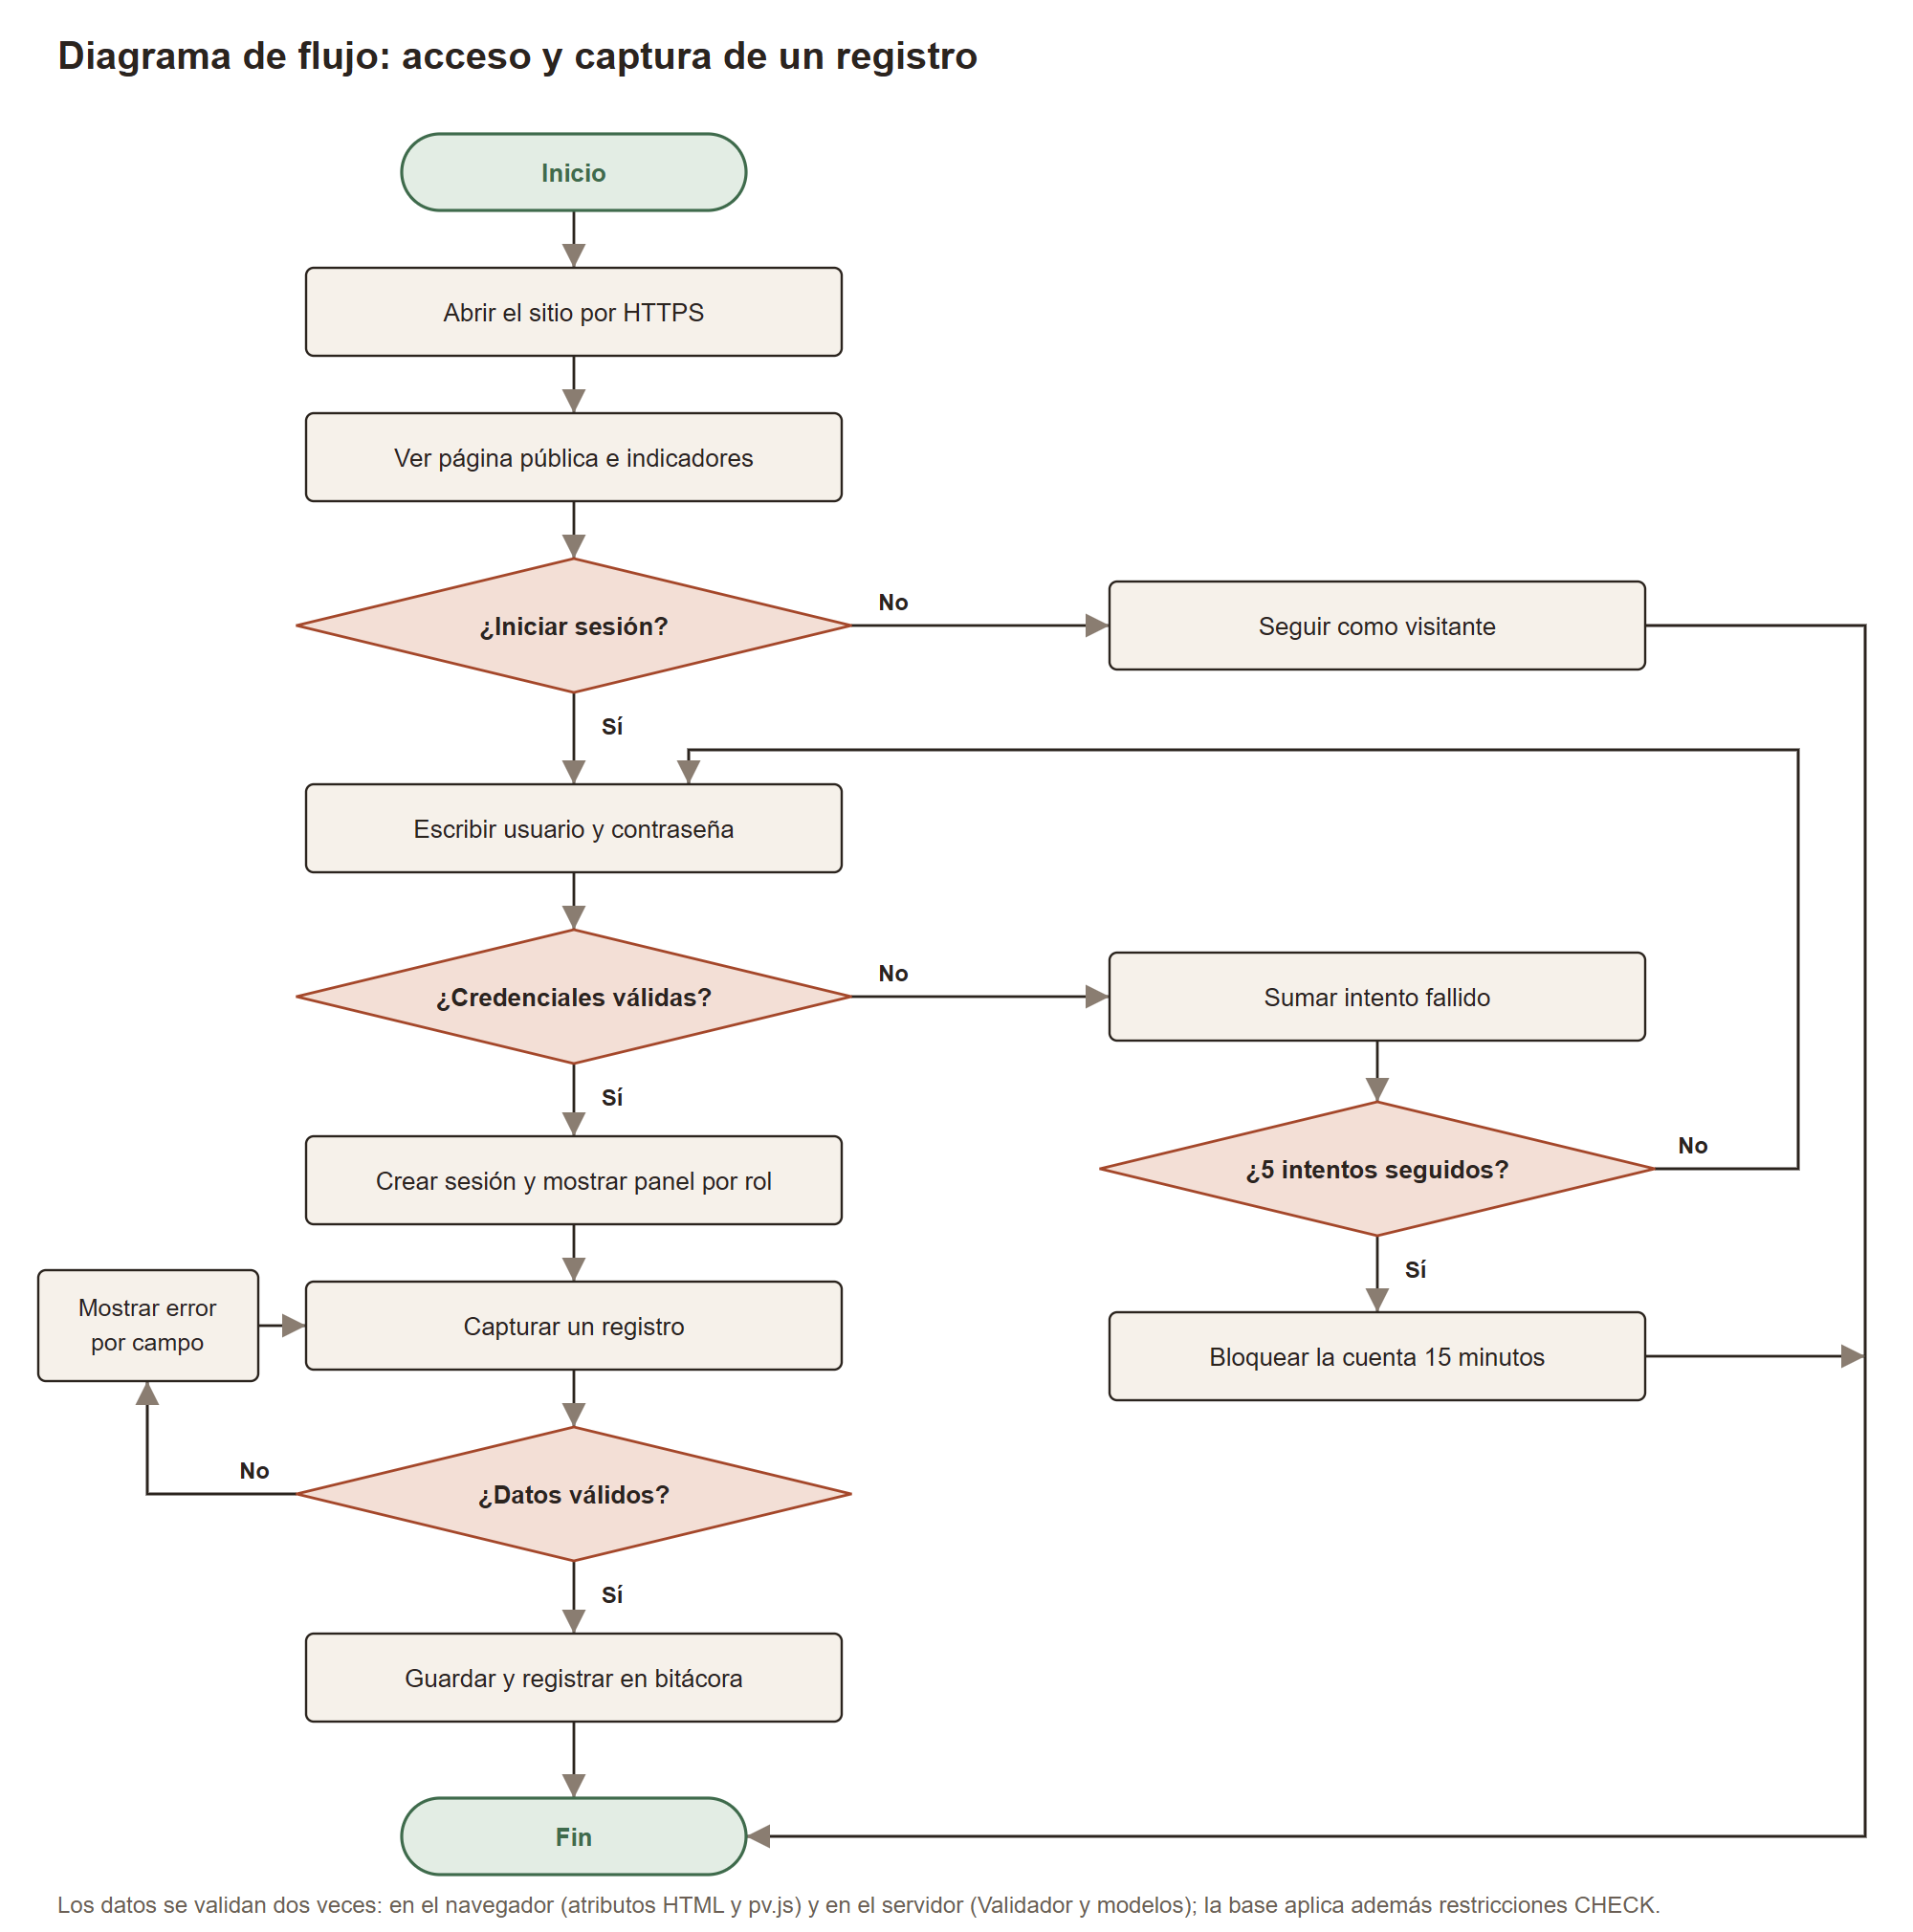 Diagrama de flujo: acceso y captura de un registro
Inicio
Abrir el sitio por HTTPS
Ver página pública e indicadores
¿Iniciar sesión?
No
Seguir como visitante
Sí
Escribir usuario y contraseña
¿Credenciales válidas?
No
Sumar intento fallido
Sí
¿5 intentos seguidos?
No
Crear sesión y mostrar panel por rol
Sí
Mostrar error
por campo
Capturar un registro
Bloquear la cuenta 15 minutos
No
¿Datos válidos?
Sí
Guardar y registrar en bitácora
Fin
Los datos se validan dos veces: en el navegador (atributos HTML y pv.js) y en el servidor (Validador y modelos); la base aplica además restricciones CHECK.